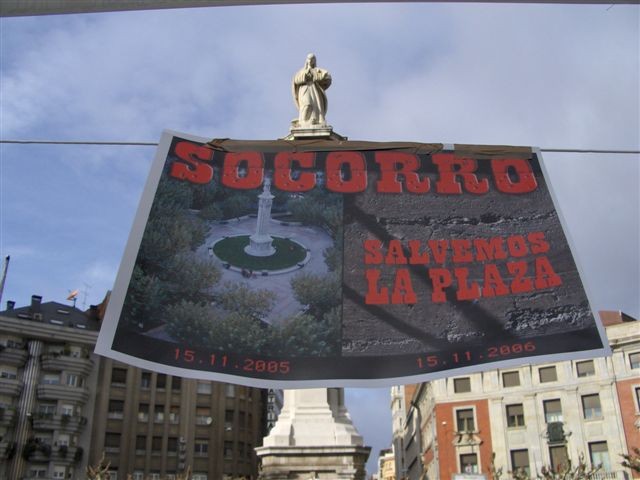 SOCORRO
SALVEMOS
LA PLAZA
15.11.2005
15.11.2006